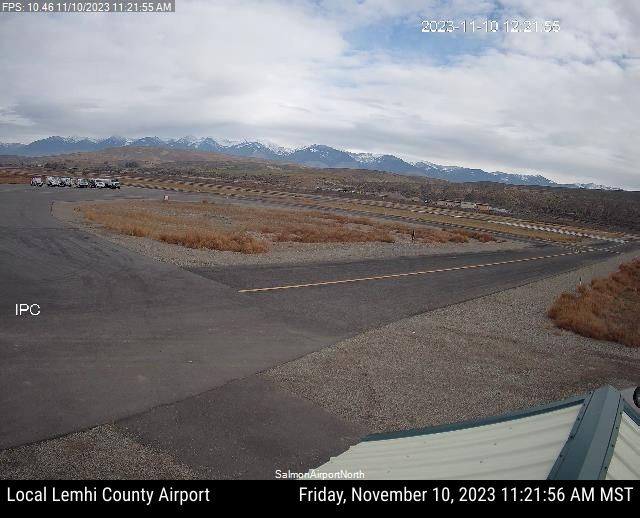 FPS: 10.46 11/10/2023 11:21:55 AM
2023-11-10 12:21:55
IPC
SalmonAirportNorth
Local Lemhi County Airport Friday, November 10, 2023 11:21:56 AM MST